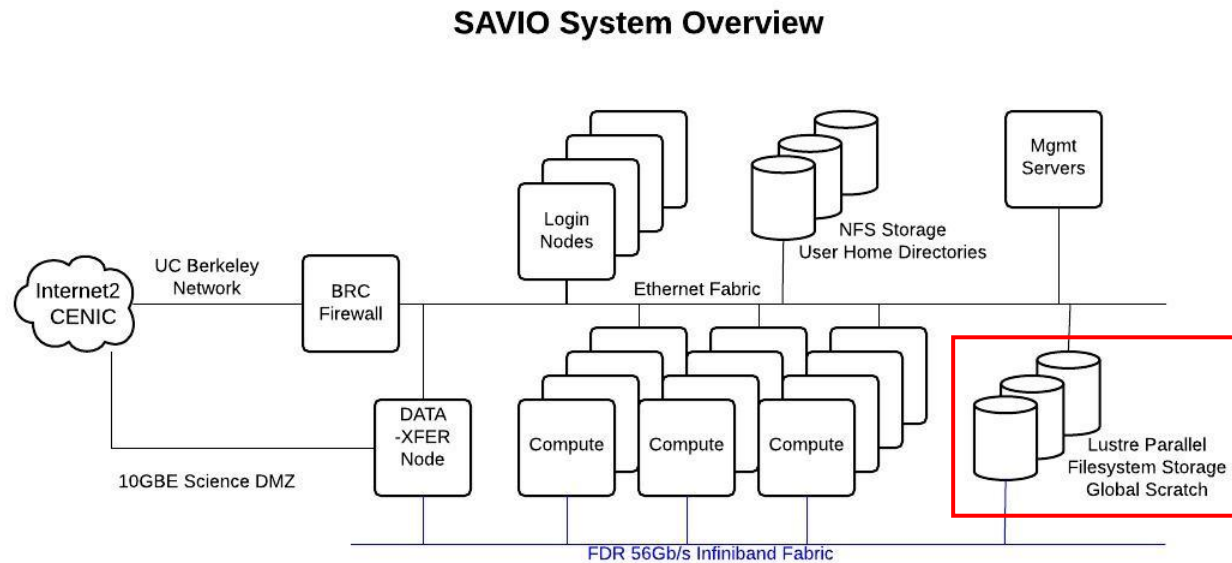 SAVIO System Overview
Login
Nodes
NFS Storage
User Home Directories
Mgmt
Servers
Internet2
CENIC
UC Berkeley
Network
BRC
Firewall
Ethernet Fabric
DATA
-XFER
Node
10GBE Science DMZ
Compute
Compute
Compute
Lustre Parallel
Filesystem Storage
Global Scratch
FDR 56Gb/s Infiniband Fabric